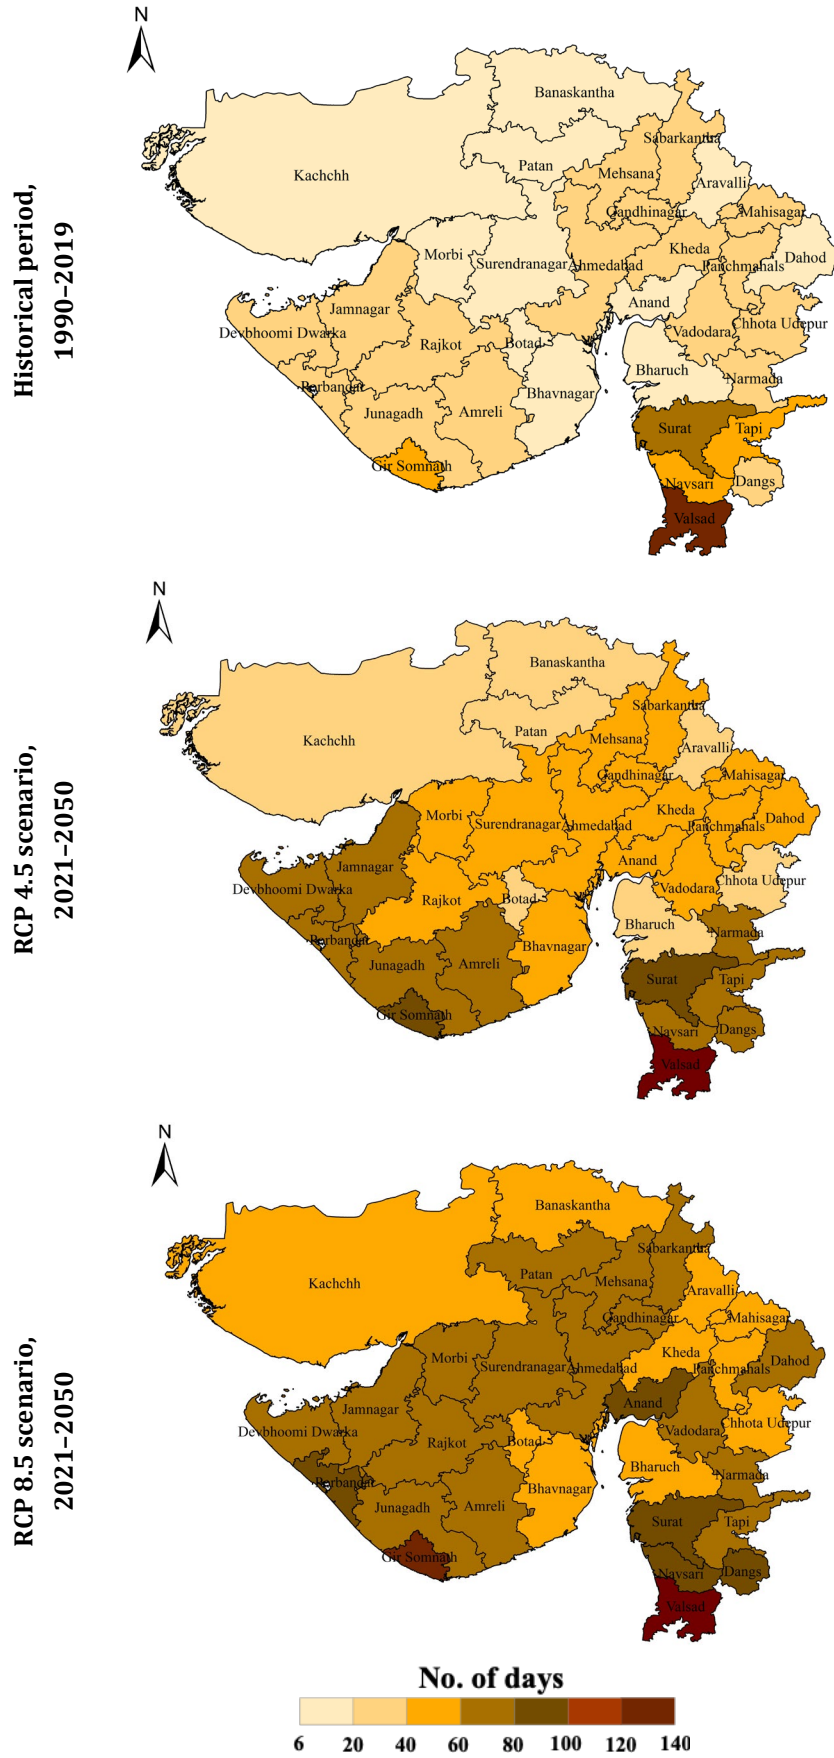 N
Historical period,
1990–2019
Banaskantha
Sabarkantha
Patan
Mehsana
Kachchh
Aravalli
Gandhinagar
Mahisagar
Kheda
Morbi
Surendranagar
Ahmedabad
Panchmahals
Dahod
Anand
Jamnagar
Chhota Udepur
Devbhoomi Dwarka
Vadodara
Rajkot
Botad
Bharuch
Narmada
Porbandar
Bhavnagar
Junagadh
Amreli
Surat
Tapi
Gir Somnath
Navsari
Dangs
Valsad
N
RCP 4.5 scenario,
2021–2050
Banaskantha
Sabarkantha
Patan
Mehsana
Kachchh
Aravalli
Gandhinagar
Mahisagar
Kheda
Morbi
Surendranagar
Ahmedabad
Panchmahals
Dahod
Anand
Jamnagar
Chhota Udepur
Devbhoomi Dwarka
Vadodara
Rajkot
Botad
Bharuch
Narmada
Porbandar
Bhavnagar
Junagadh
Amreli
Surat
Tapi
Gir Somnath
Navsari
Dangs
Valsad
N
RCP 8.5 scenario,
2021–2050
Banaskantha
Sabarkantha
Patan
Mehsana
Kachchh
Aravalli
Gandhinagar
Mahisagar
Kheda
Morbi
Surendranagar
Ahmedabad
Panchmahals
Dahod
Anand
Jamnagar
Chhota Udepur
Devbhoomi Dwarka
Vadodara
Rajkot
Botad
Bharuch
Narmada
Porbandar
Bhavnagar
Junagadh
Amreli
Surat
Tapi
Gir Somnath
Navsari
Dangs
Valsad
No. of days
6 20 40 60 80 100 120 140